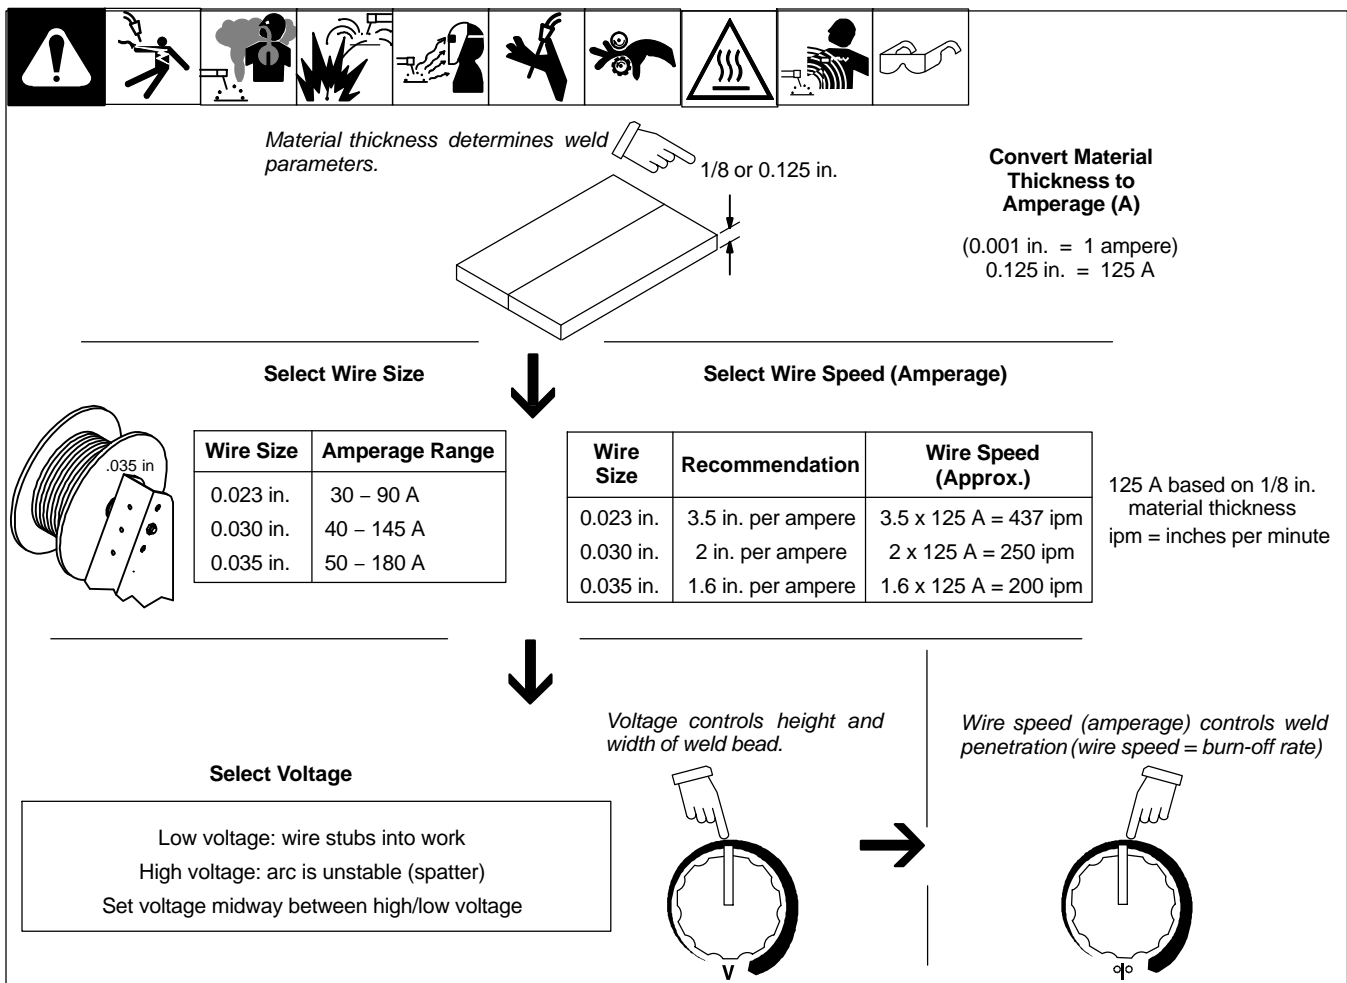 Material thickness determines weld
parameters.
1/8 or 0.125 in.
Convert Material
Thickness to
Amperage (A)
(0.001 in. = 1 ampere)
0.125 in. = 125 A
Select Wire Size
.035 in
Wire Size Amperage Range
0.023 in. 30 – 90 A
0.030 in. 40 – 145 A
0.035 in. 50 – 180 A
Select Wire Speed (Amperage)
Wire
Size
Recommendation
Wire Speed
(Approx.)
0.023 in. 3.5 in. per ampere 3.5 x 125 A = 437 ipm
0.030 in. 2 in. per ampere 2 x 125 A = 250 ipm
0.035 in. 1.6 in. per ampere 1.6 x 125 A = 200 ipm
125 A based on 1/8 in.
material thickness
ipm = inches per minute
Select Voltage
Low voltage: wire stubs into work
High voltage: arc is unstable (spatter)
Set voltage midway between high/low voltage
Voltage controls height and
width of weld bead.
V
Wire speed (amperage) controls weld
penetration (wire speed = burn-off rate)